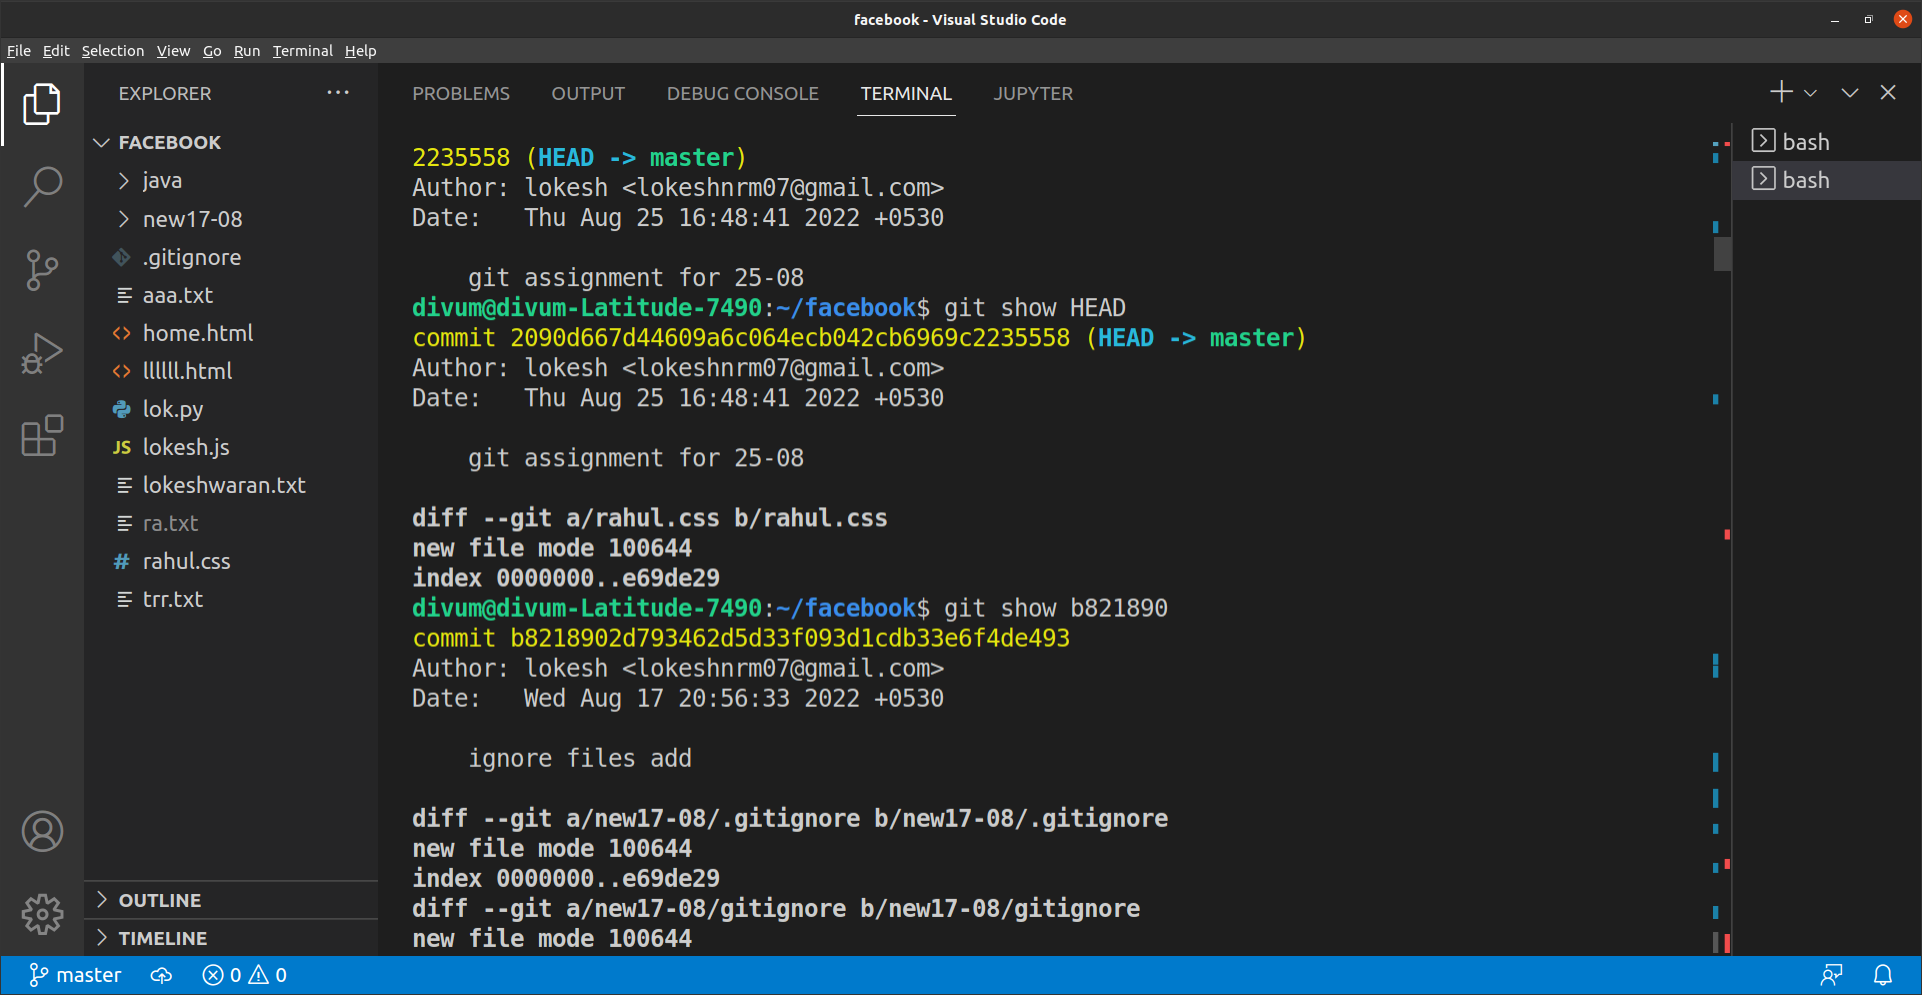 facebook - Visual Studio Code
File Edit Selection View Go Run Terminal Help
EXPLORER
FACEBOOK
java
new17-08
.gitignore
aaa.txt
home.html
llllll.html
lok.py
JS lokesh.js
lokeshwaran.txt
ra.txt
# rahul.css
trr.txt
OUTLINE
TIMELINE
PROBLEMS OUTPUT DEBUG CONSOLE TERMINAL JUPYTER
2235558 (HEAD -> master)
Author: lokesh <lokeshnrm07@gmail.com>
Date:   Thu Aug 25 16:48:41 2022 +0530
    git assignment for 25-08
divum@divum-Latitude-7490:~/facebook$ git show HEAD
commit 2090d667d44609a6c064ecb042cb6969c2235558 (HEAD -> master)
Author: lokesh <lokeshnrm07@gmail.com>
Date:   Thu Aug 25 16:48:41 2022 +0530
    git assignment for 25-08
diff --git a/rahul.css b/rahul.css
new file mode 100644
index 0000000..e69de29
divum@divum-Latitude-7490:~/facebook$ git show b821890
commit b8218902d793462d5d33f093d1cdb33e6f4de493
Author: lokesh <lokeshnrm07@gmail.com>
Date:   Wed Aug 17 20:56:33 2022 +0530
    ignore files add
diff --git a/new17-08/.gitignore b/new17-08/.gitignore
new file mode 100644
index 0000000..e69de29
diff --git a/new17-08/gitignore b/new17-08/gitignore
new file mode 100644
bash
bash
master 0 0